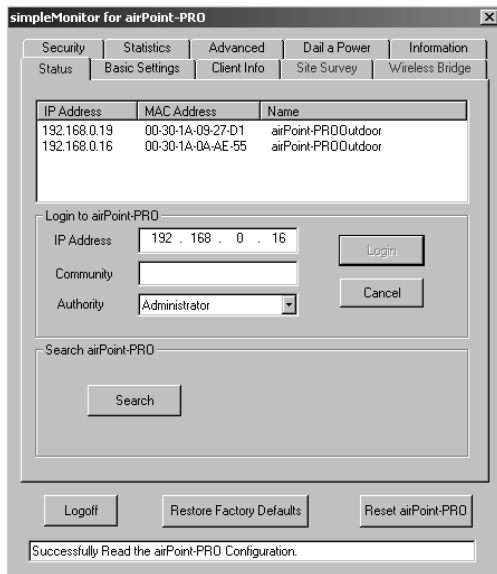 simpleMonitor for airPoint-PRO
Security Statistics Advanced Dail a Power Information
Status Basic Settings Client Info Site Survey Wireless Bridge
IP Address MAC Address Name
192.168.0.19 00-30-1A-09-27-D1 airPoint-PROOutdoor
192.168.0.16 00-30-1A-0A-AE-55 airPoint-PROOutdoor
Login to airPoint-PRO
IP Address 192 . 168 . 0 . 16 Login
Community
Cancel
Authority Administrator
Search airPoint-PRO
Search
Logoff Restore Factory Defaults Reset airPoint-PRO
Successfully Read the airPoint-PRO Configuration.